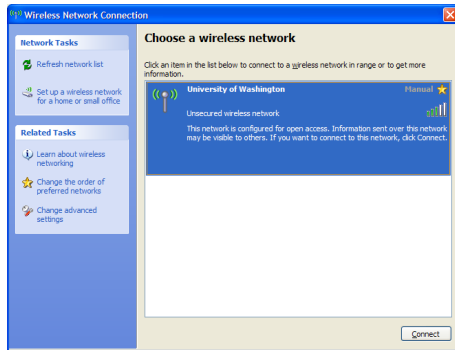 Wireless Network Connection
Network Tasks
Refresh network list
Set up a wireless network
for a home or small office
Related Tasks
Learn about wireless
networking
Change the order of
preferred networks
Change advanced
settings
Choose a wireless network
Click an item in the list below to connect to a wireless network in range or to get more
information.
University of Washington
Manual
Unsecured wireless network
This network is configured for open access. Information sent over this network
may be visible to others. If you want to connect to this network, click Connect.
Connect